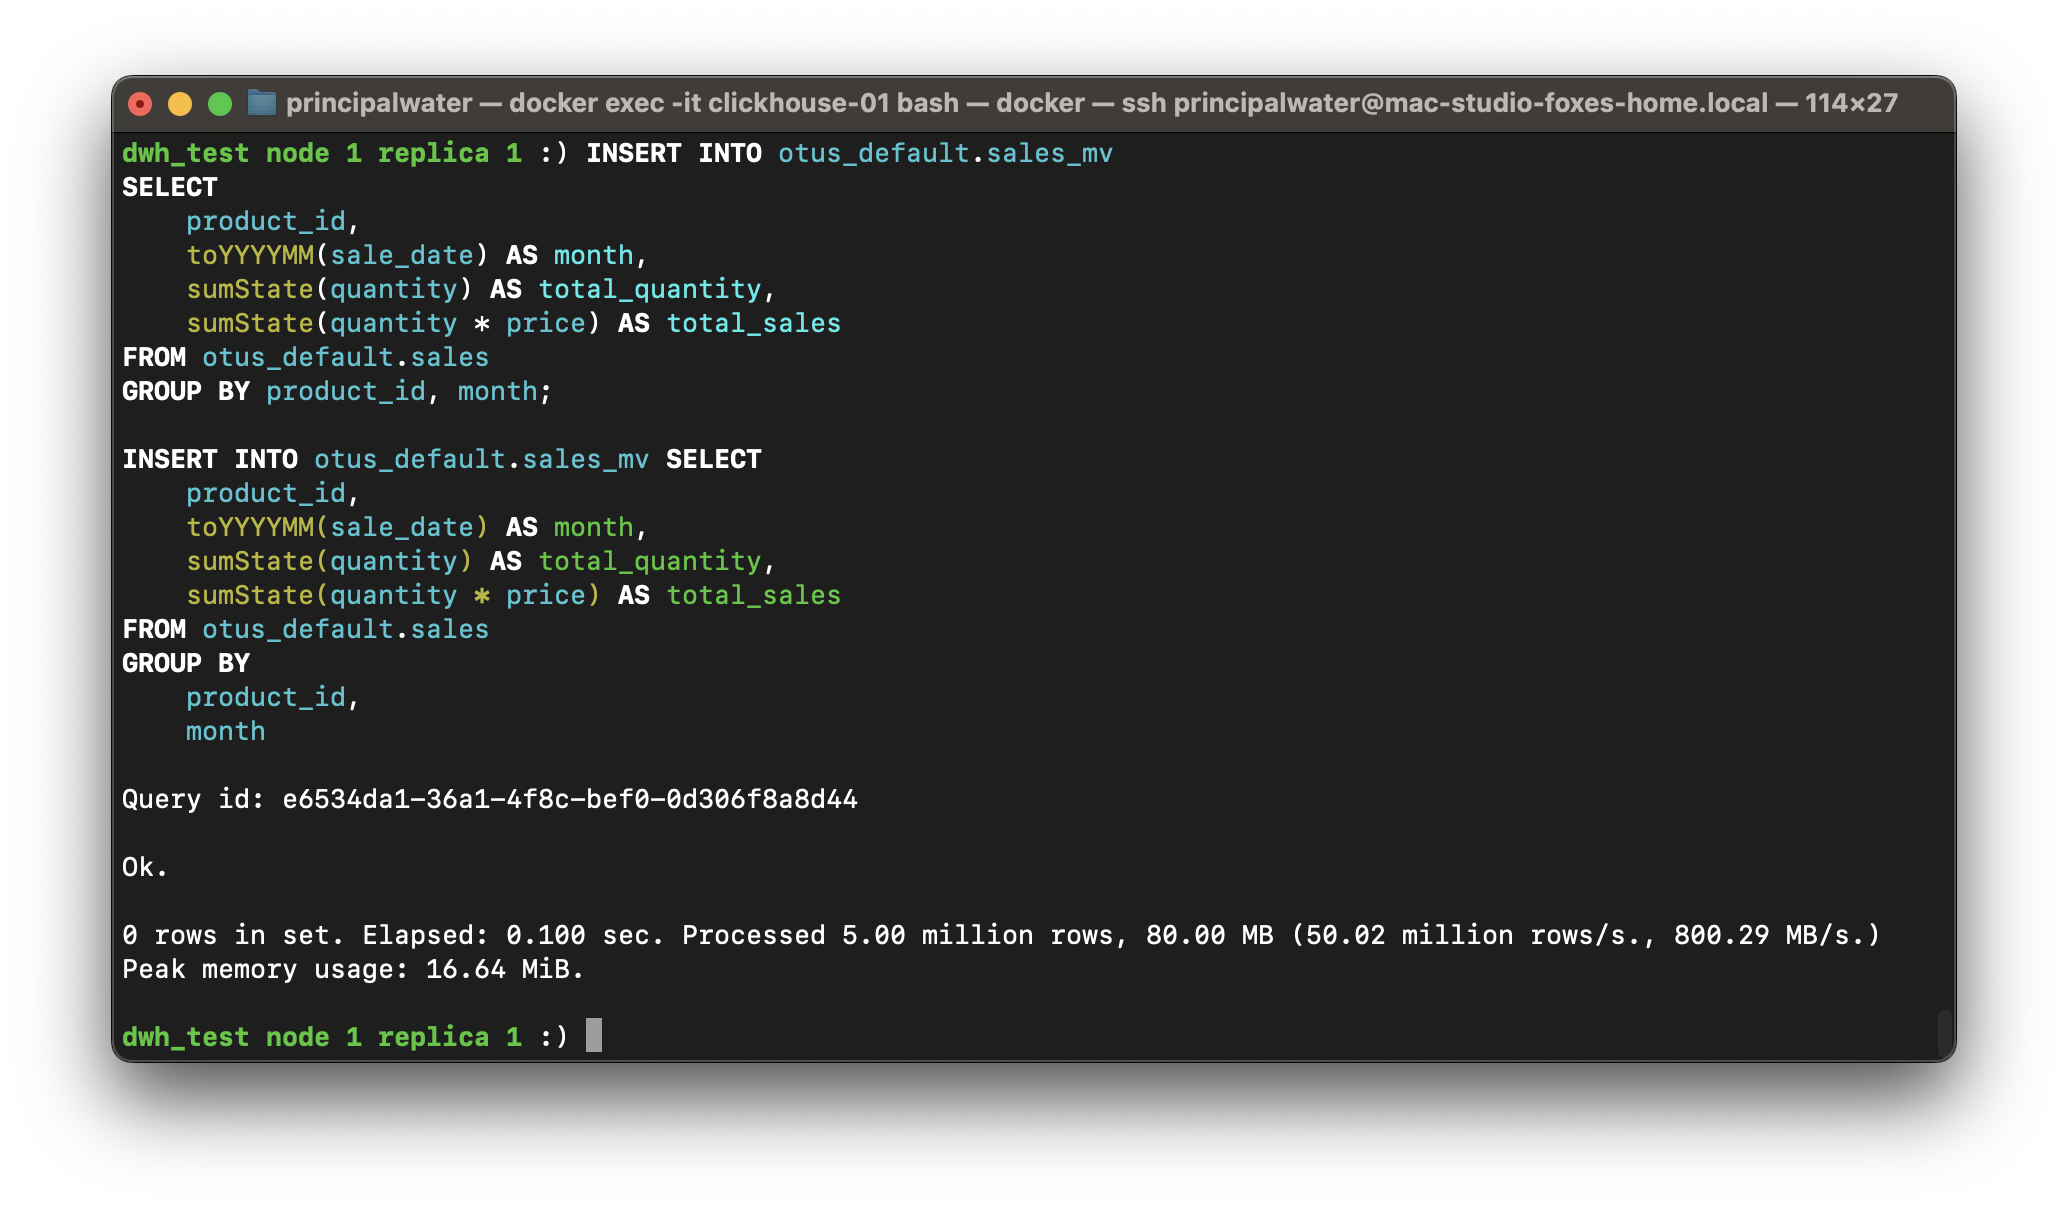 principalwater — docker exec -it clickhouse-01 bash — docker — ssh principalwater@mac-studio-foxes-home.local — 114×27
dwh_test node 1 replica 1 :) INSERT INTO otus_default.sales_mv
SELECT
    product_id,
    toYYYYMM(sale_date) AS month,
    sumState(quantity) AS total_quantity,
    sumState(quantity * price) AS total_sales
FROM otus_default.sales
GROUP BY product_id, month;
INSERT INTO otus_default.sales_mv SELECT
    product_id,
    toYYYYMM(sale_date) AS month,
    sumState(quantity) AS total_quantity,
    sumState(quantity * price) AS total_sales
FROM otus_default.sales
GROUP BY
    product_id,
    month
Query id: e6534da1-36a1-4f8c-bef0-0d306f8a8d44
Ok.
0 rows in set. Elapsed: 0.100 sec. Processed 5.00 million rows, 80.00 MB (50.02 million rows/s., 800.29 MB/s.)
Peak memory usage: 16.64 MiB.
dwh_test node 1 replica 1 :)